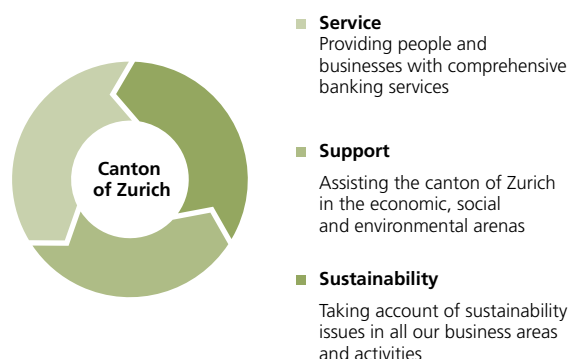 Canton
of Zurich
Service
Providing people and
businesses with comprehensive
banking services
Support
Assisting the canton of Zurich
in the economic, social
and environmental arenas
Sustainability
Taking account of sustainability
issues in all our business areas
and activities